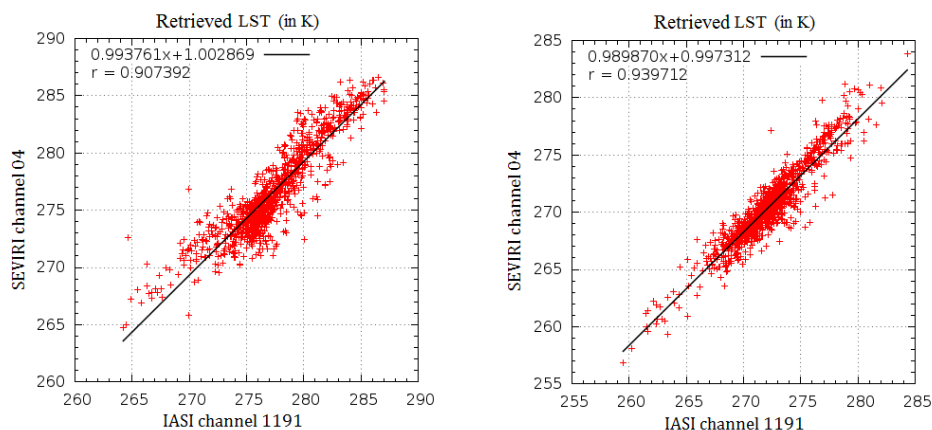 Retrieved LST (in K)
290
285
280
275
270
265
260
0.993761x+1.002869
r = 0.907392
SEVIRI channel 04
260 265 270 275 280 285 290
IASI channel 1191
Retrieved LST (in K)
285
280
275
270
265
260
255
0.989870x+0.997312
r = 0.939712
SEVIRI channel 04
255 260 265 270 275 280 285
IASI channel 1191